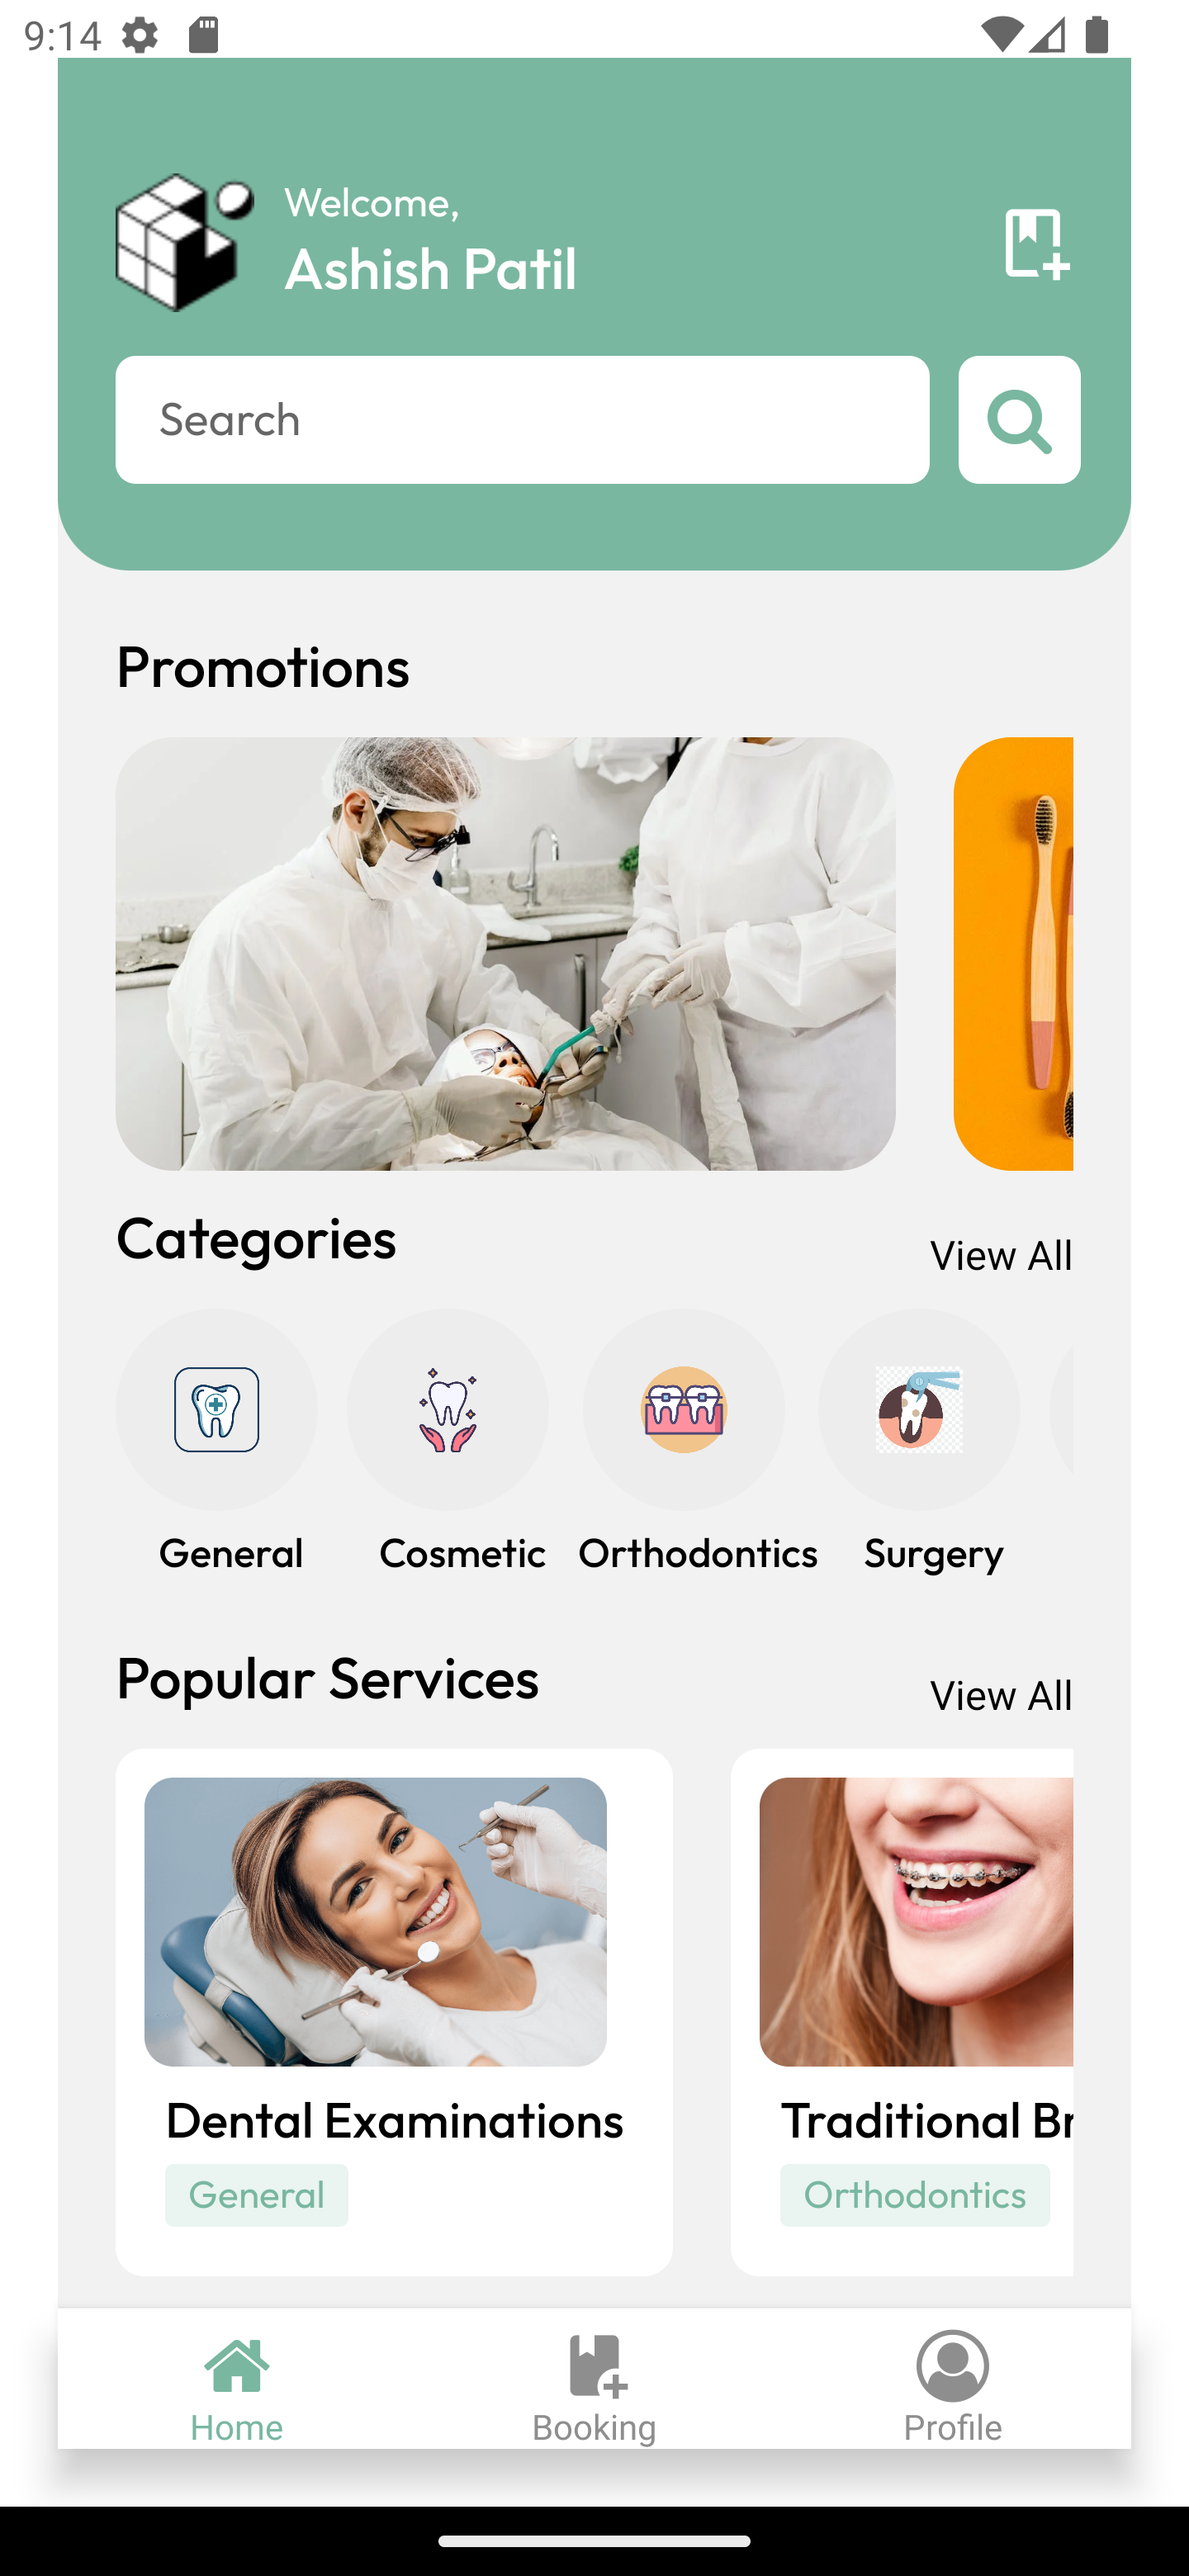 9:14
Welcome,
Ashish Patil
Search
Promotions
Categories
View All
General
Cosmetic
Orthodontics
Surgery
Popular Services
View All
Dental Examinations
General
Traditional Br
Orthodontics
Home
Booking
Profile